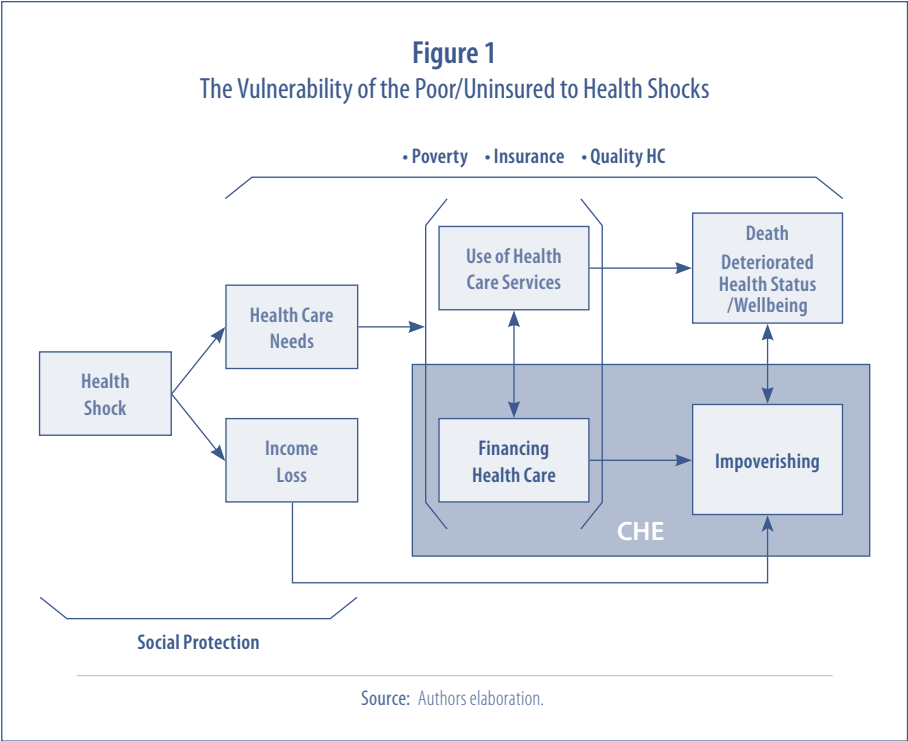 Figure 1
The Vulnerability of the Poor/Uninsured to Health Shocks
• Poverty • Insurance • Quality HC
Use of Health
Care Services
Death
Deteriorated
Health Status
/Wellbeing
Health Care
Needs
Health
Shock
Income
Loss
Financing
Health Care
Impoverishing
CHE
Social Protection
Source: Authors elaboration.